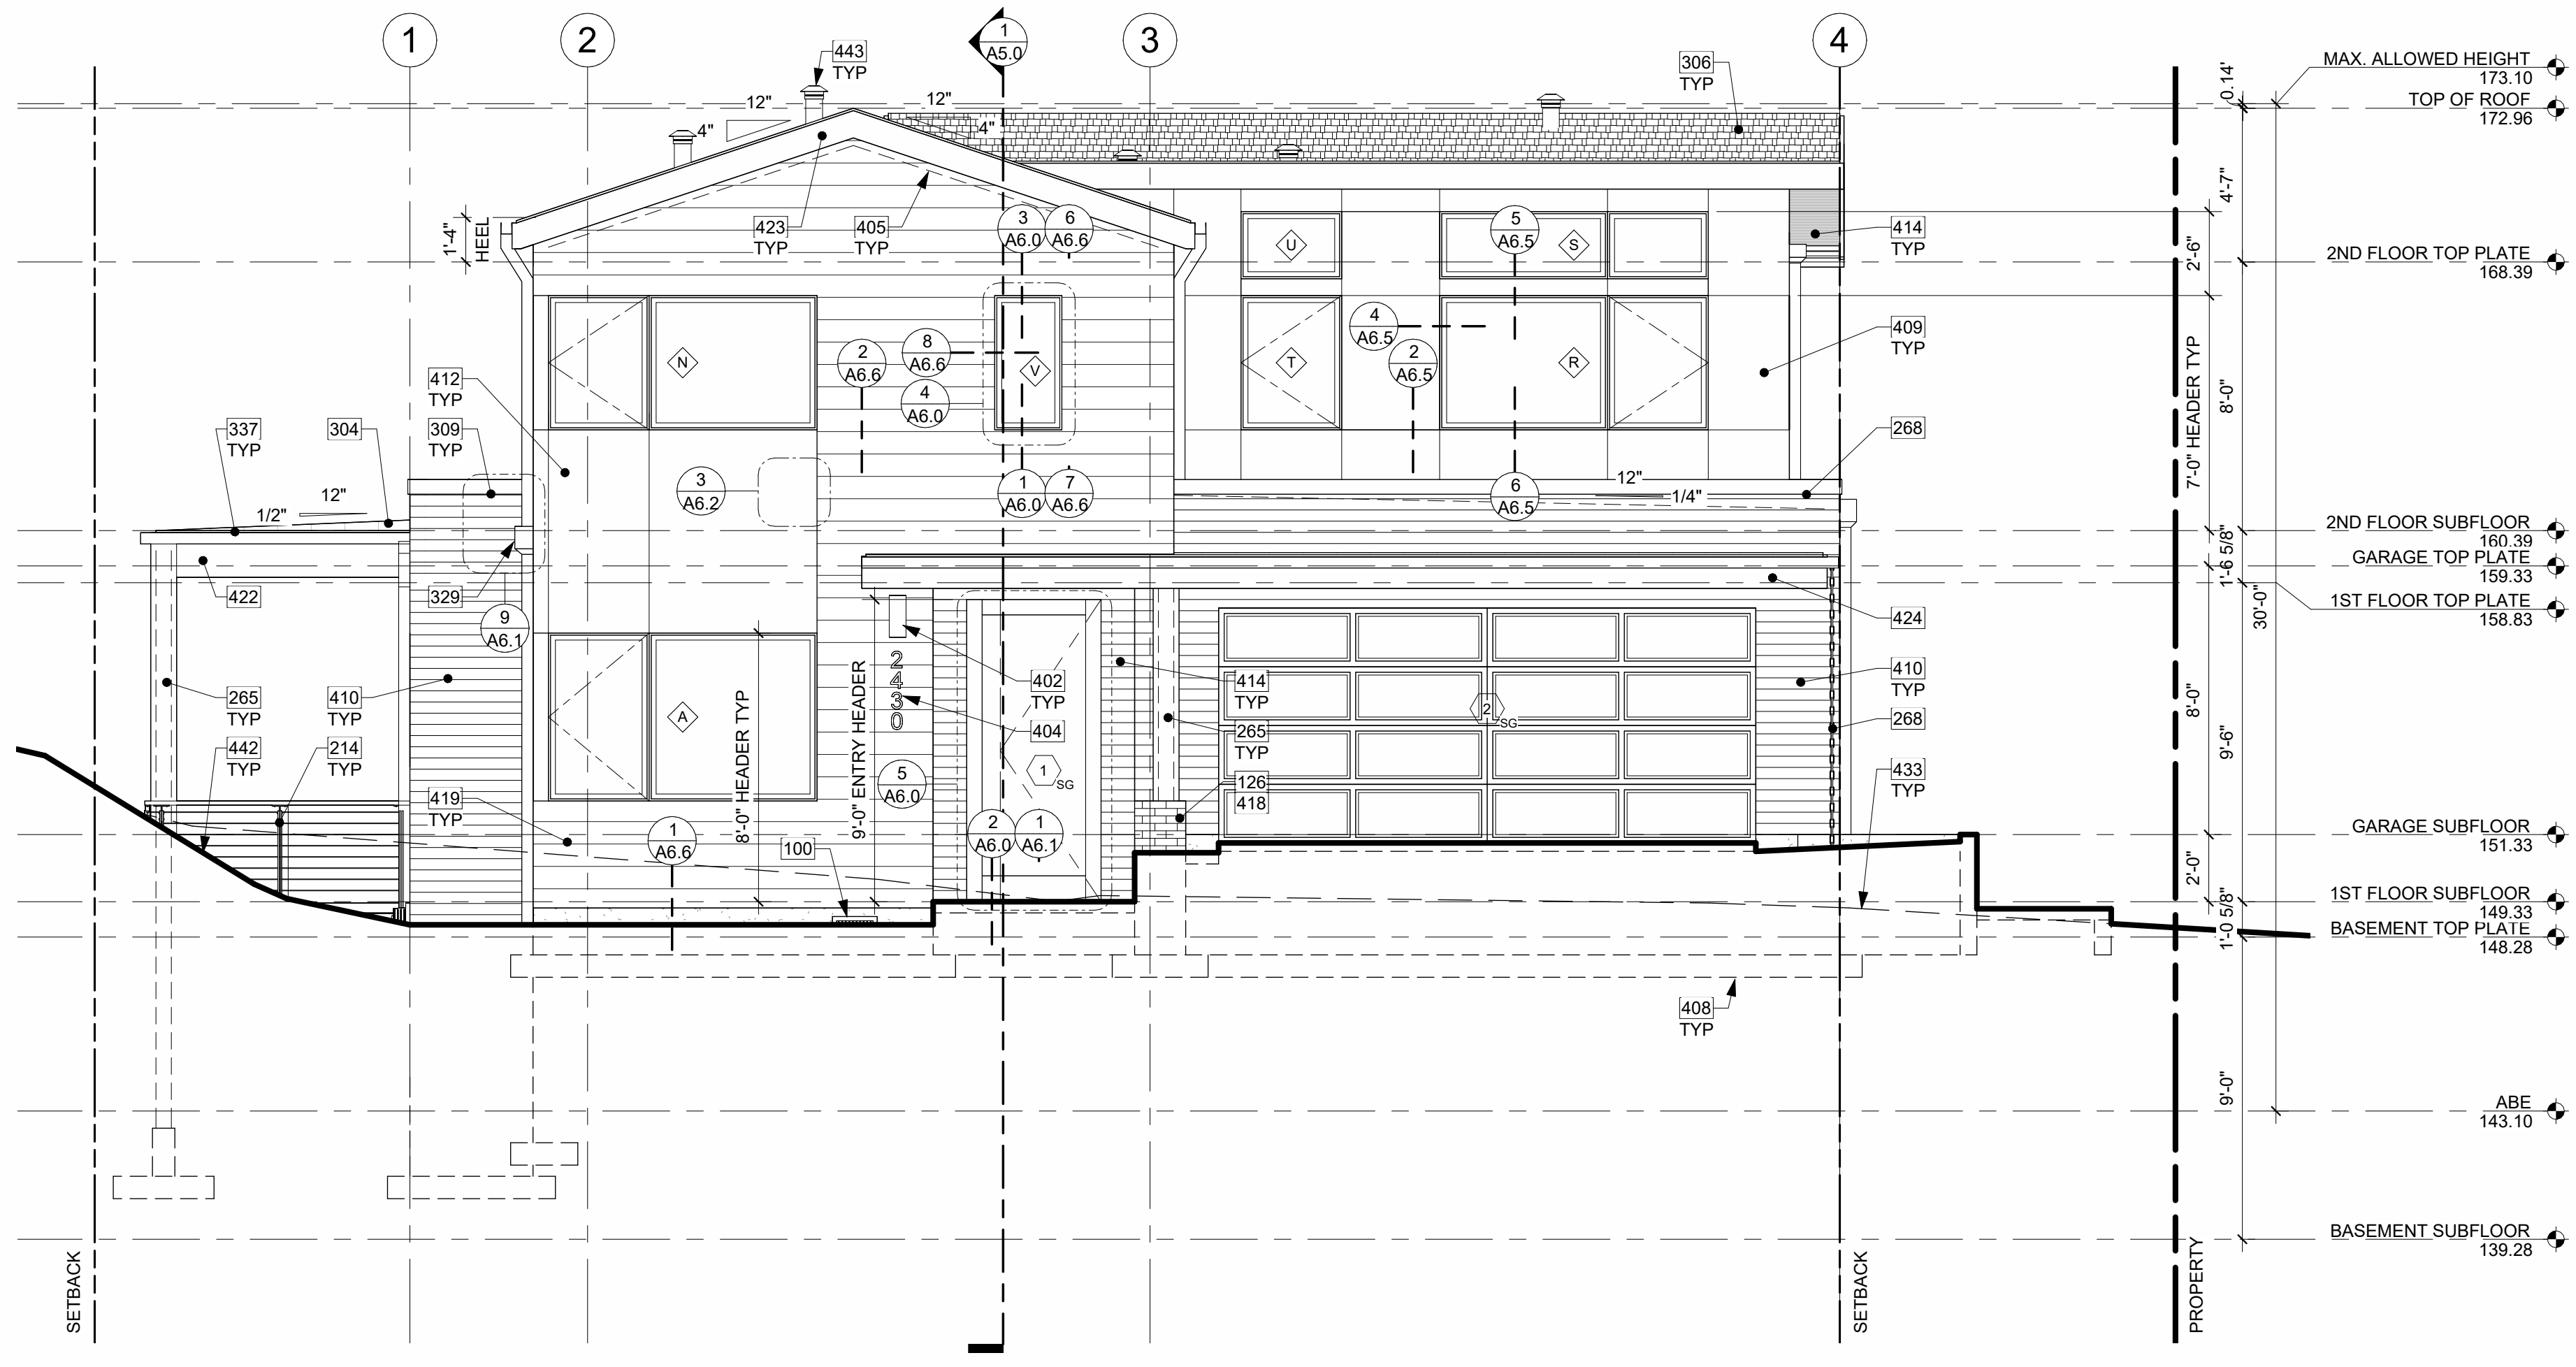 1
2
1
A5.0
3
4
443
TYP
306
TYP
MAX. ALLOWED HEIGHT
173.10
0.14'
TOP OF ROOF
172.96
12"
4"
12"
4"
4'-7"
1'-4"
HEEL
423
TYP
405
TYP
3
A6.0
6
A6.6
U
5
A6.5
S
414
TYP
2'-6"
2ND FLOOR TOP PLATE
168.39
412
TYP
N
2
A6.6
8
A6.6
4
A6.0
V
T
4
A6.5
2
A6.5
R
409
TYP
7'-0" HEADER TYP
8'-0"
337
TYP
304
309
TYP
268
12"
1/2"
3
A6.2
1
A6.0
7
A6.6
6
A6.5
12"
1/4"
2ND FLOOR SUBFLOOR
160.39
1'-6 5/8"
GARAGE TOP PLATE
159.33
1ST FLOOR TOP PLATE
158.83
30'-0"
422
329
9
A6.1
424
265
TYP
410
TYP
A
8'-0" HEADER TYP
9'-0" ENTRY HEADER
2
4
3
0
402
TYP
404
414
TYP
265
TYP
2
SG
410
TYP
268
8'-0"
9'-6"
442
TYP
214
TYP
419
TYP
1
A6.6
100
5
A6.0
1
SG
2
A6.0
1
A6.1
126
418
433
TYP
GARAGE SUBFLOOR
151.33
2'-0"
1ST FLOOR SUBFLOOR
149.33
1'-0 5/8"
BASEMENT TOP PLATE
148.28
408
TYP
9'-0"
ABE
143.10
BASEMENT SUBFLOOR
139.28
SETBACK
SETBACK
PROPERTY